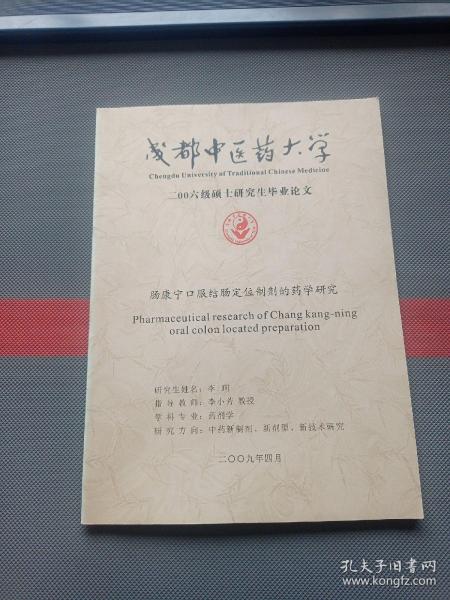 成都中医药大学
Chengdu University of Traditional Chinese Medicine
二00六级硕士研究生毕业论文
肠康宁口服结肠定位制剂的药学研究
Pharmaceutical research of Chang kang-ning
oral colon located preparation
研究生姓名：李
指导教师：李小芳 教授
学科专业：药剂学
研究方向：中药新制剂、新剂型、新技术研究
二〇〇九年四月
孔夫子旧书网
www.kongfz.com